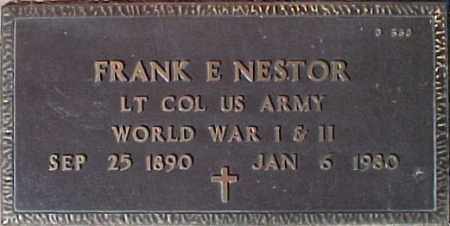 FRANK E NESTOR
LT COL US ARMY
WORLD WAR I & II
SEP 25 1890 JAN 6 1980